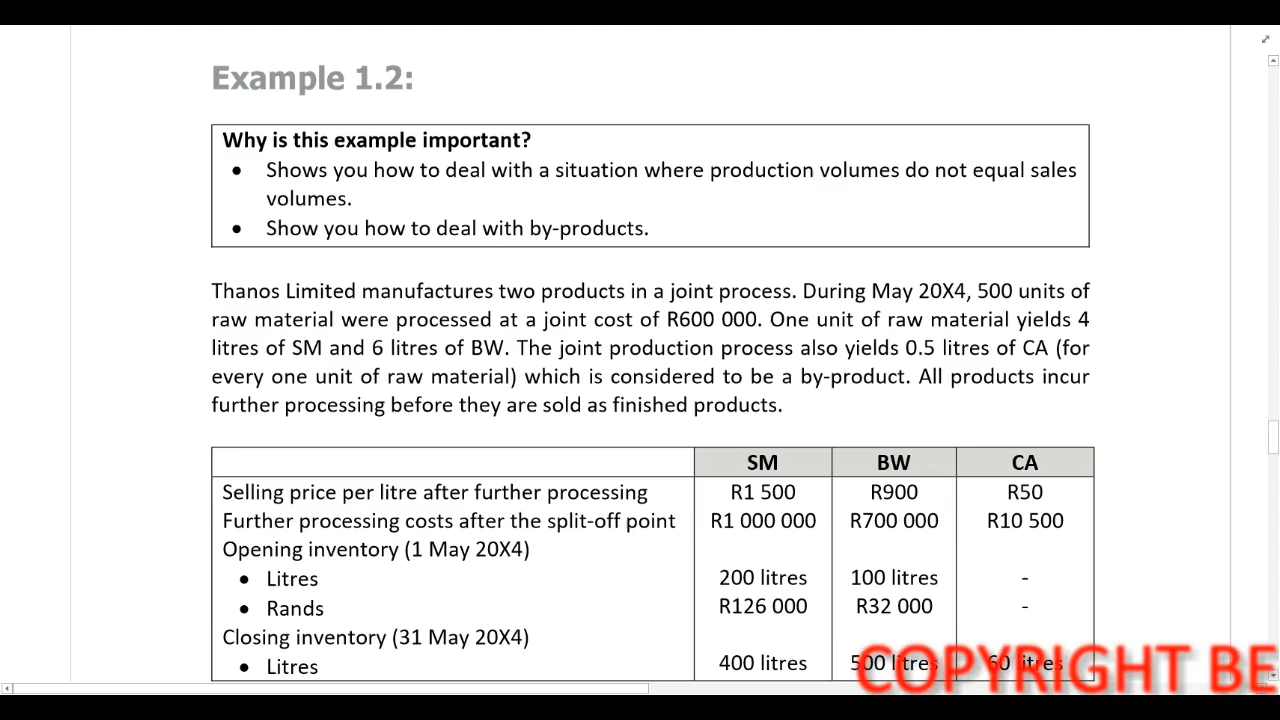 Example 1.2:
Why is this example important?
• Shows you how to deal with a situation where production volumes do not equal sales
volumes.
• Show you how to deal with by-products.
Thanos Limited manufactures two products in a joint process. During May 20X4, 500 units of
raw material were processed at a joint cost of R600 000. One unit of raw material yields 4
litres of SM and 6 litres of BW. The joint production process also yields 0.5 litres of CA (for
every one unit of raw material) which is considered to be a by-product. All products incur
further processing before they are sold as finished products.
SM BW CA
Selling price per litre after further processing R1 500 R900 R50
Further processing costs after the split-off point R1 000 000 R700 000 R10 500
Opening inventory (1 May 20X4)
• Litres 200 litres 100 litres -
• Rands R126 000 R32 000 -
Closing inventory (31 May 20X4)
• Litres 400 litres 500 litres 60 litres
COPYRIGHT BE